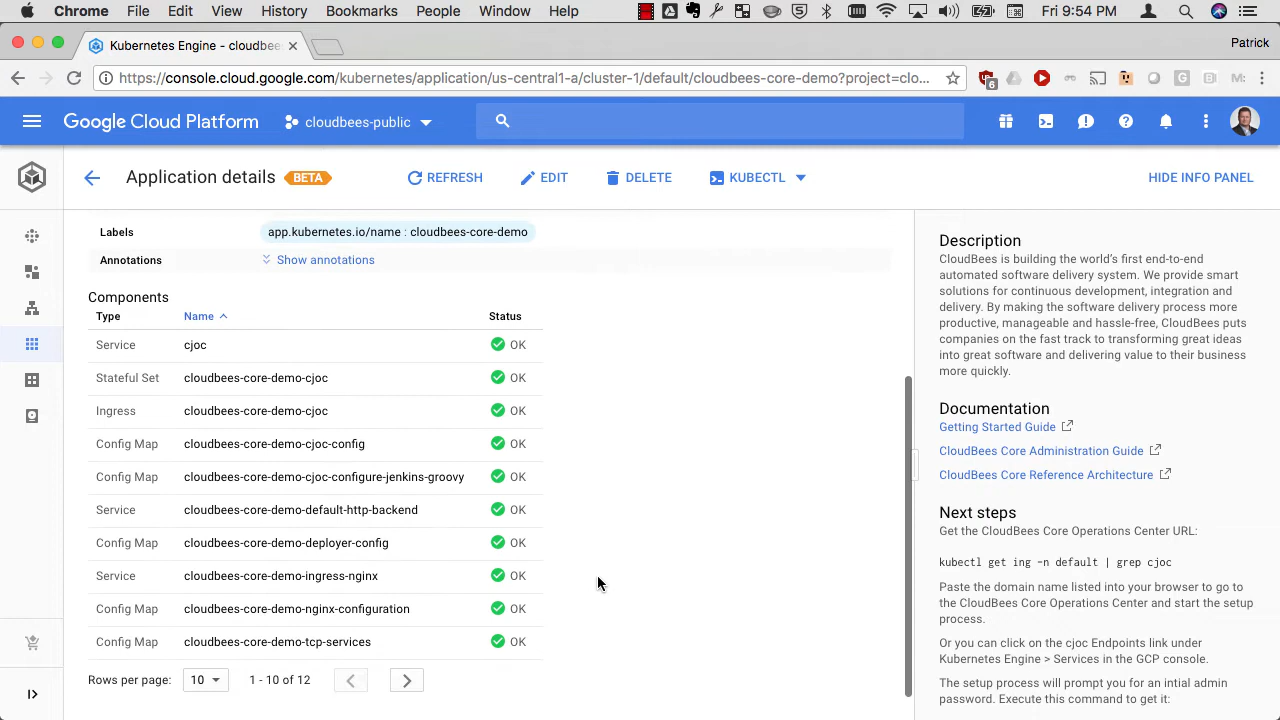 Chrome File Edit View History Bookmarks People Window Help Fri 9:54 PM
Kubernetes Engine - cloudbee Patrick
https://console.cloud.google.com/kubernetes/application/us-central1-a/cluster-1/default/cloudbees-core-demo?project=clo... 6
Google Cloud Platform cloudbees-public
Application details BETA REFRESH EDIT DELETE KUBECTL HIDE INFO PANEL
Labels app.kubernetes.io/name : cloudbees-core-demo
Annotations Show annotations
Components
Type Name Status
Service cjoc OK
Stateful Set cloudbees-core-demo-cjoc OK
Ingress cloudbees-core-demo-cjoc OK
Config Map cloudbees-core-demo-cjoc-config OK
Config Map cloudbees-core-demo-cjoc-configure-jenkins-groovy OK
Service cloudbees-core-demo-default-http-backend OK
Config Map cloudbees-core-demo-deployer-config OK
Service cloudbees-core-demo-ingress-nginx OK
Config Map cloudbees-core-demo-nginx-configuration OK
Config Map cloudbees-core-demo-tcp-services OK
Rows per page: 10 1 - 10 of 12
Description
CloudBees is building the world's first end-to-end
automated software delivery system. We provide smart
solutions for continuous development, integration and
delivery. By making the software delivery process more
productive, manageable and hassle-free, CloudBees puts
companies on the fast track to transforming great ideas
into great software and delivering value to their business
more quickly.
Documentation
Getting Started Guide
CloudBees Core Administration Guide
CloudBees Core Reference Architecture
Next steps
Get the CloudBees Core Operations Center URL:
kubectl get ing -n default | grep cjoc
Paste the domain name listed into your browser to go to
the CloudBees Core Operations Center and start the setup
process.
Or you can click on the cjoc Endpoints link under
Kubernetes Engine > Services in the GCP console.
The setup process will prompt you for an intial admin
password. Execute this command to get it: